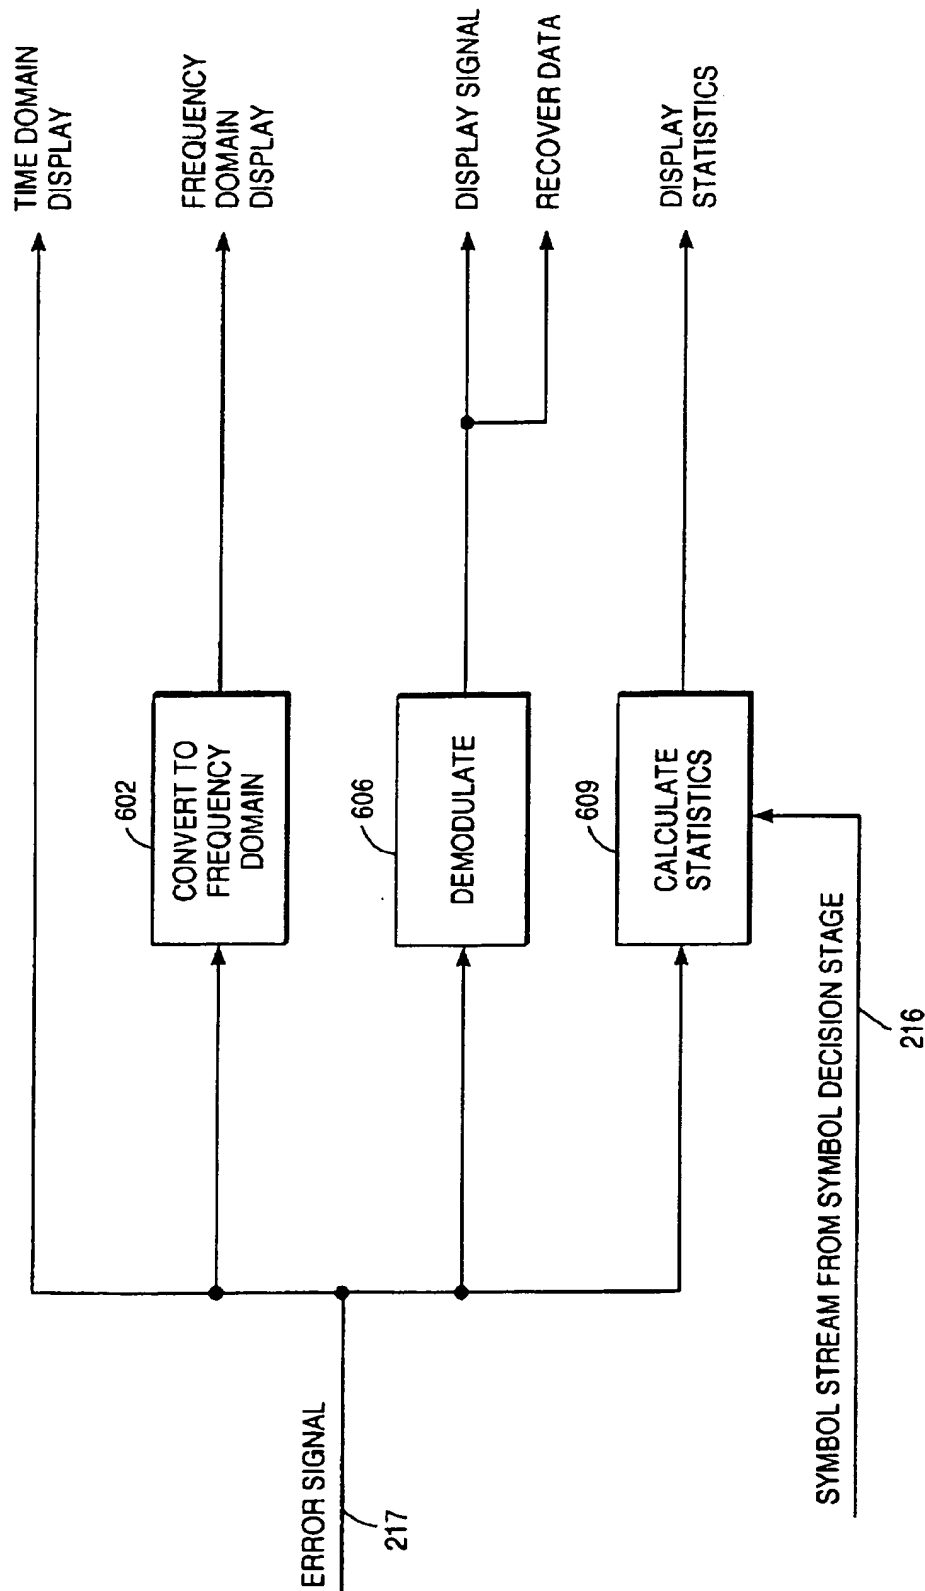 TIME DOMAIN
DISPLAY
FREQUENCY
DOMAIN
DISPLAY
DISPLAY SIGNAL
RECOVER DATA
DISPLAY
STATISTICS
602
CONVERT TO
FREQUENCY
DOMAIN
606
DEMODULATE
609
CALCULATE
STATISTICS
ERROR SIGNAL
217
SYMBOL STREAM FROM SYMBOL DECISION STAGE
216